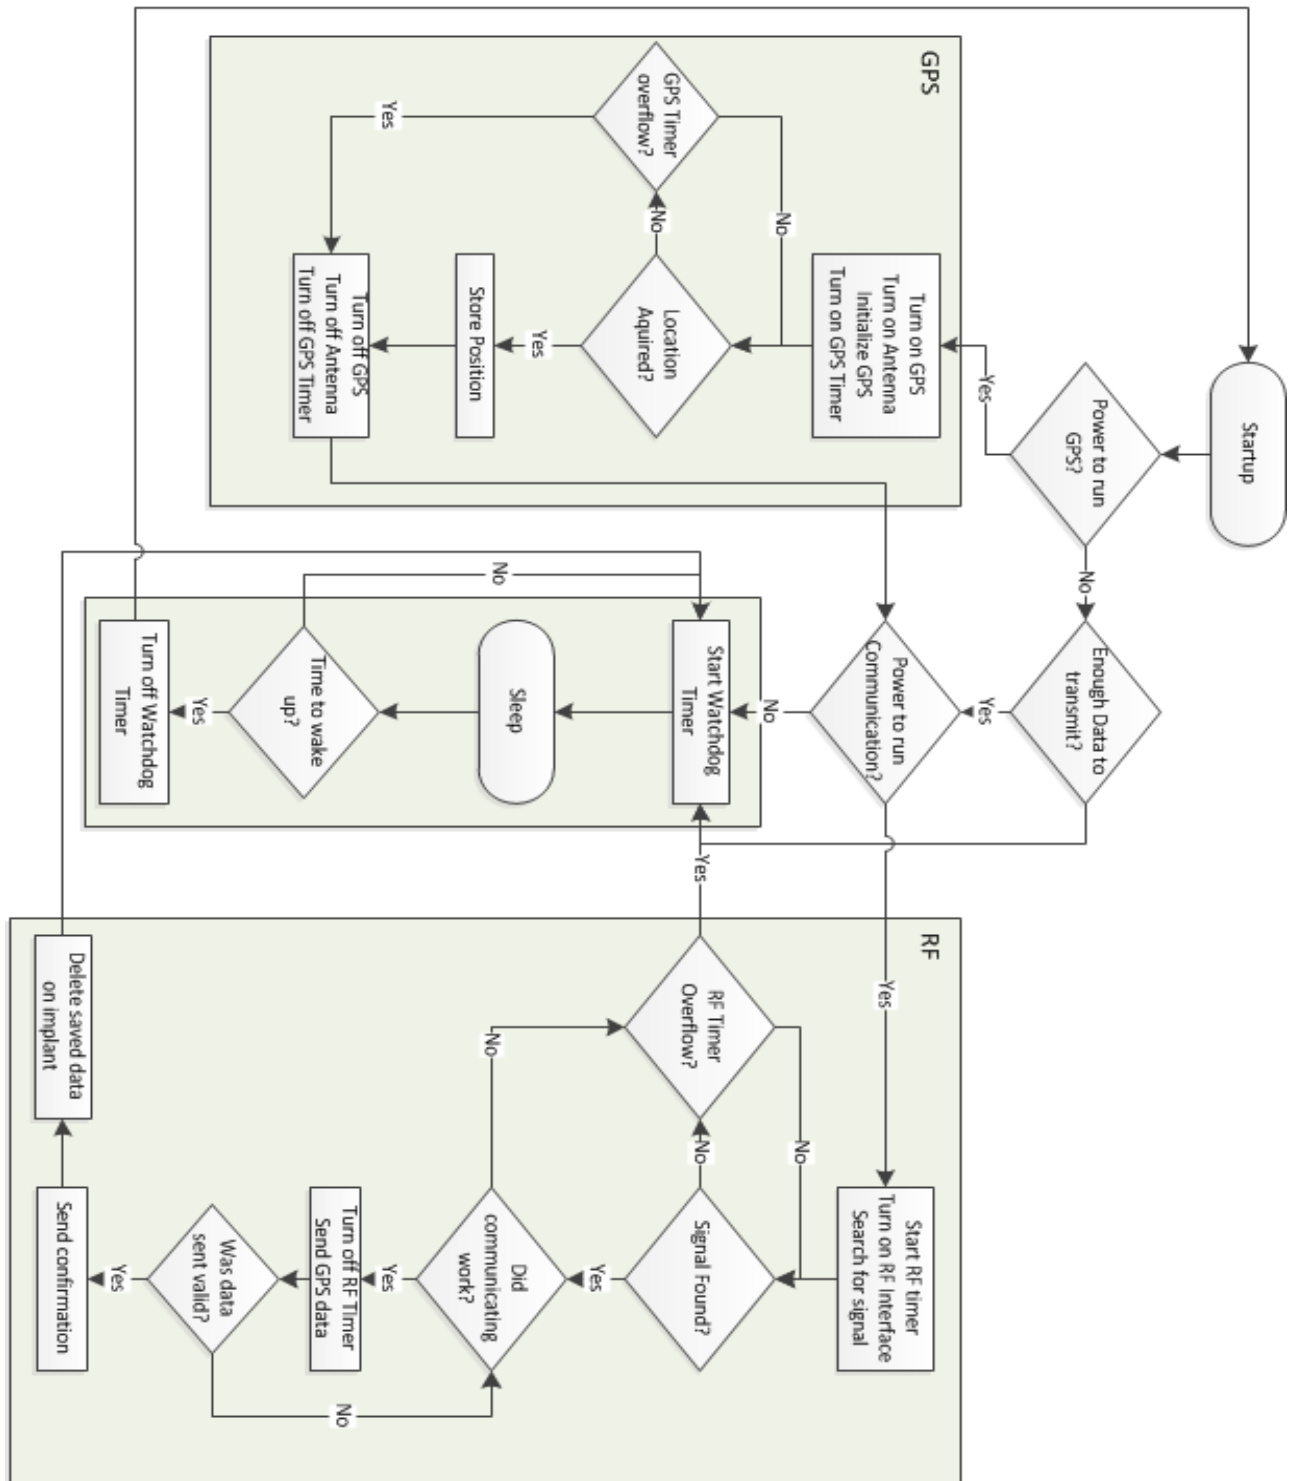 Startup
Power to run
GPS?
Yes
No
Enough Data to
transmit?
Yes
Power to run
Communication?
No
Yes
GPS
Turn on GPS
Turn on Antenna
Initialize GPS
Turn on GPS Timer
No
Location
Aquired?
No
GPS Timer
overflow?
Yes
Yes
Store Position
Turn off GPS
Turn off Antenna
Turn off GPS Timer
Start Watchdog
Timer
Sleep
No
Time to wake
up?
Yes
Turn off Watchdog
Timer
RF
Start RF timer
Turn on RF Interface
Search for signal
No
Yes
RF Timer
Overflow?
No
Signal Found?
Yes
No
Did
communicating
work?
Yes
Turn off RF Timer
Send GPS data
No
Was data
sent valid?
Yes
Send confirmation
Delete saved data
on implant